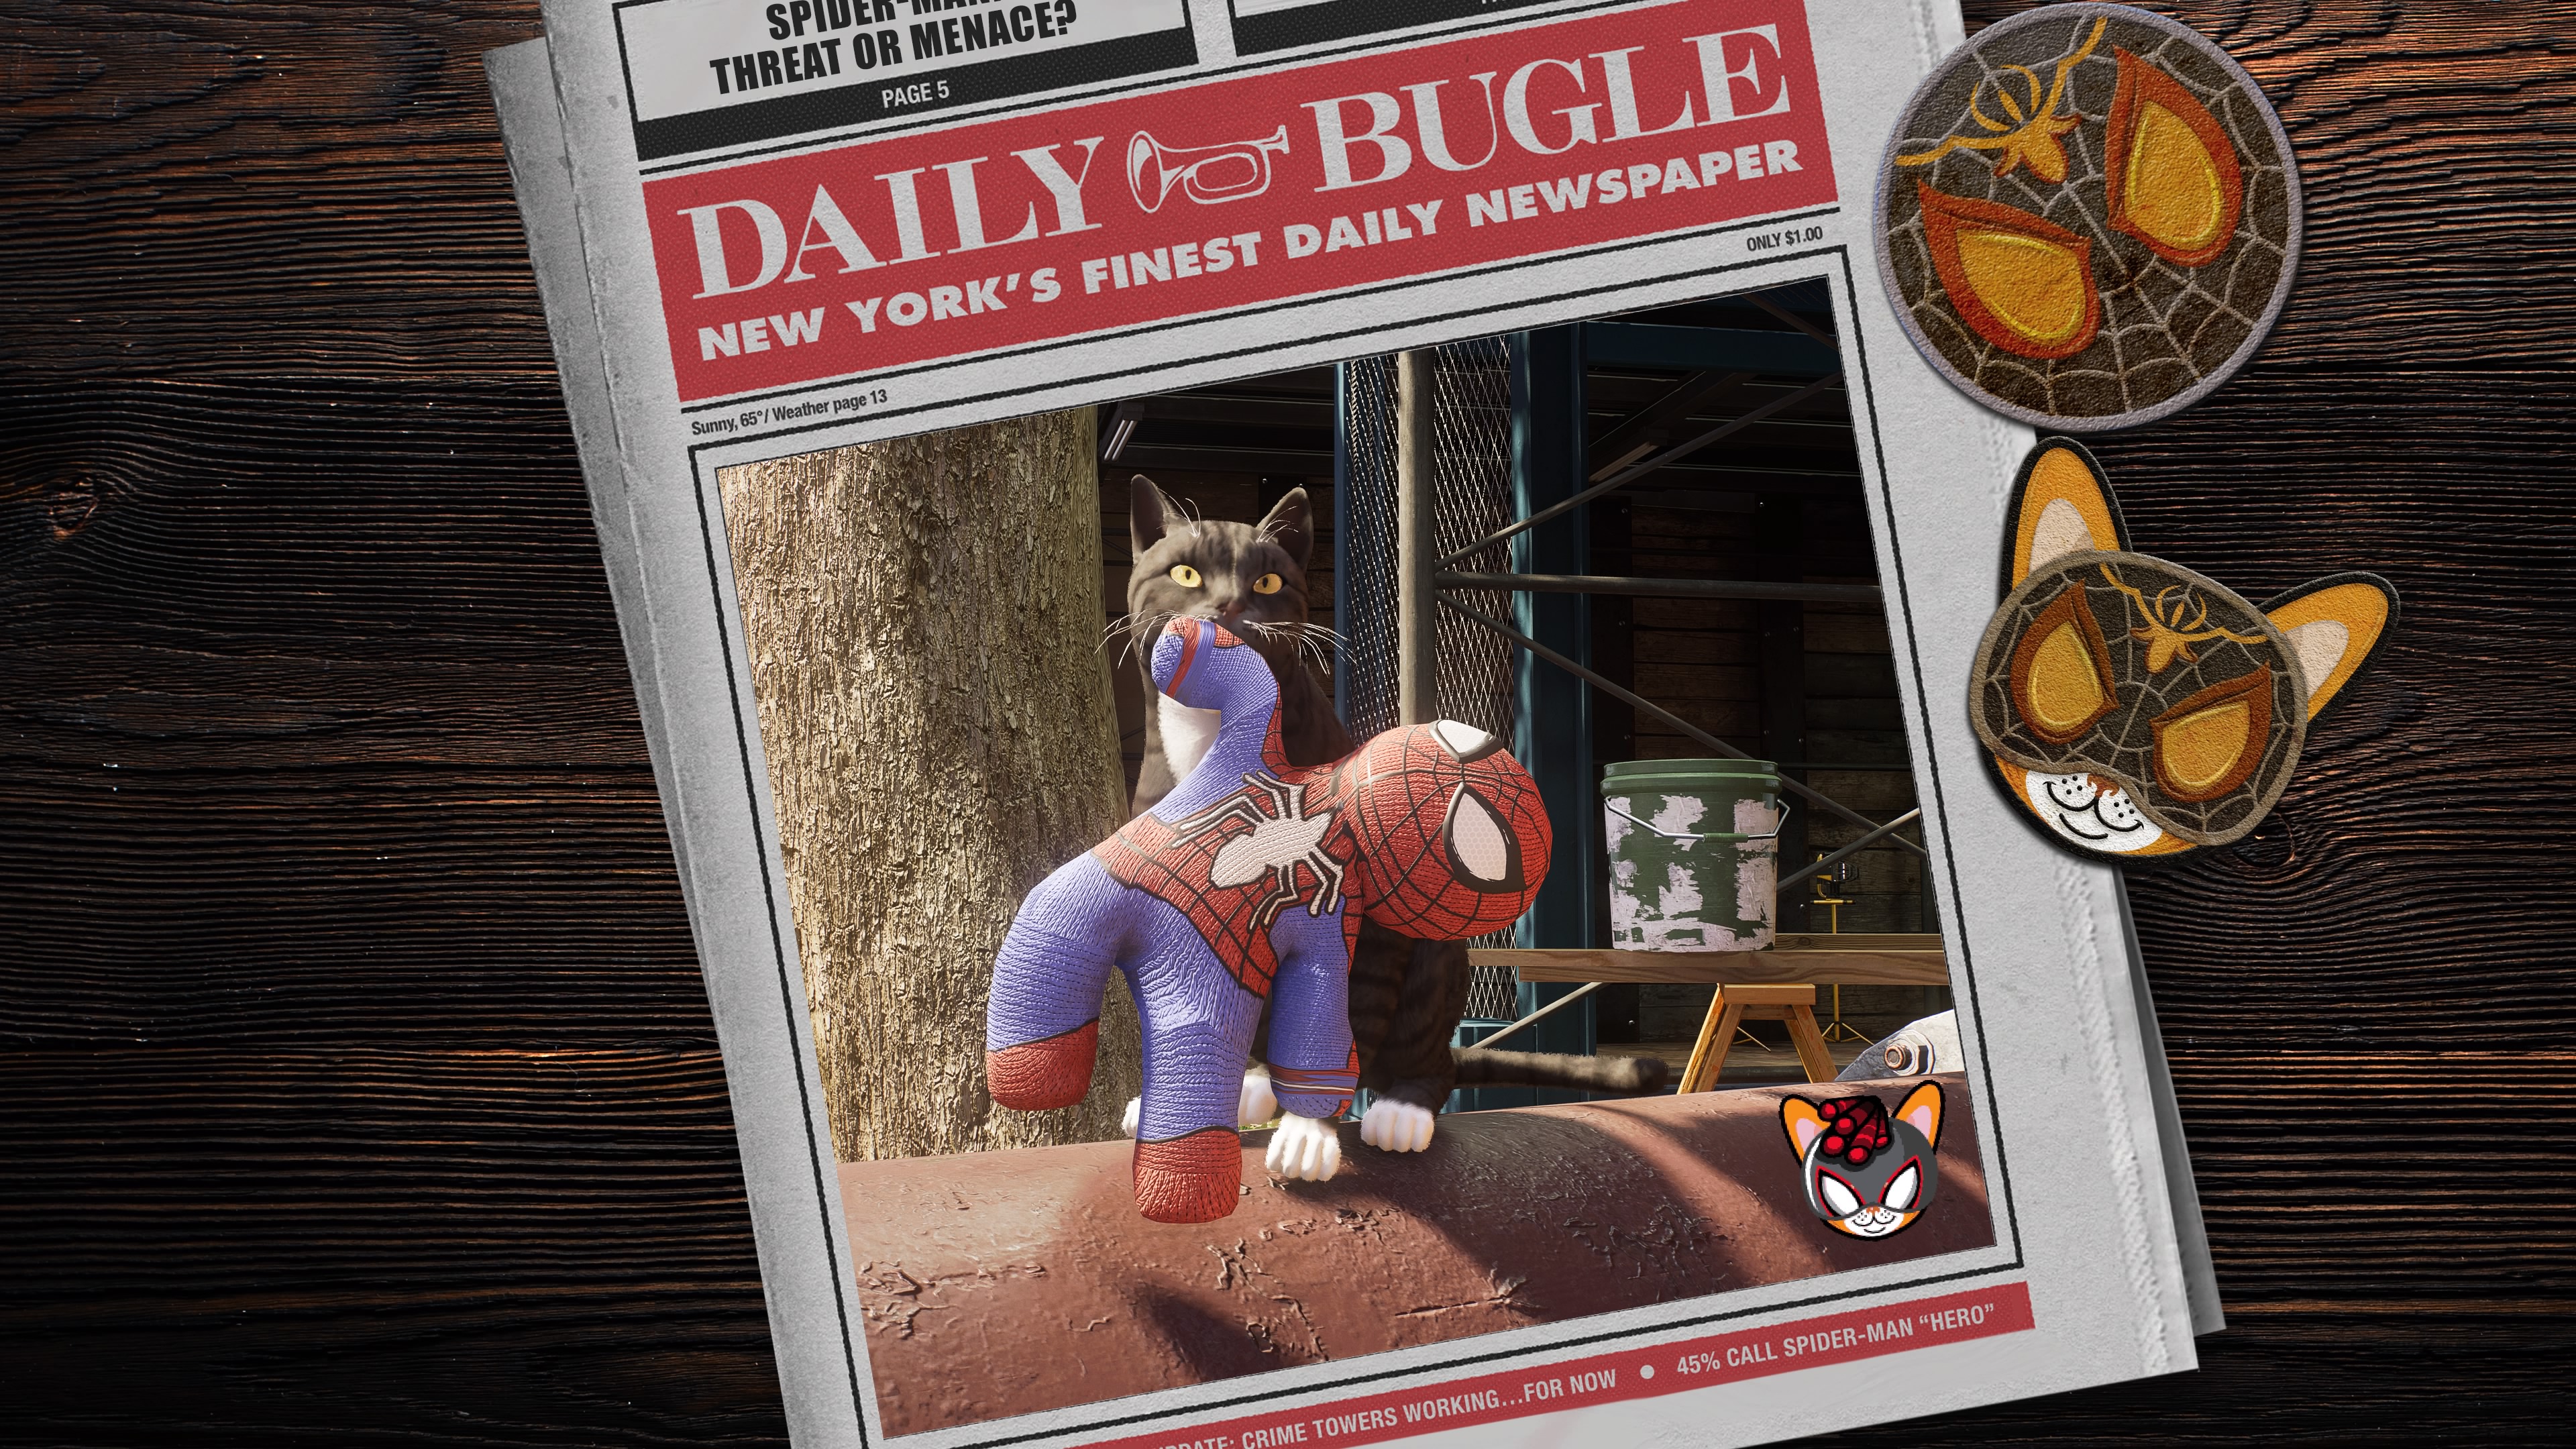 THREAT OR MENACE?
PAGE 5
DAILY BUGLE
NEW YORK'S FINEST DAILY NEWSPAPER
ONLY $1.00
Sunny, 65°/ Weather page 13
CRIME TOWERS WORKING...FOR NOW • 45% CALL SPIDER-MAN “HERO”